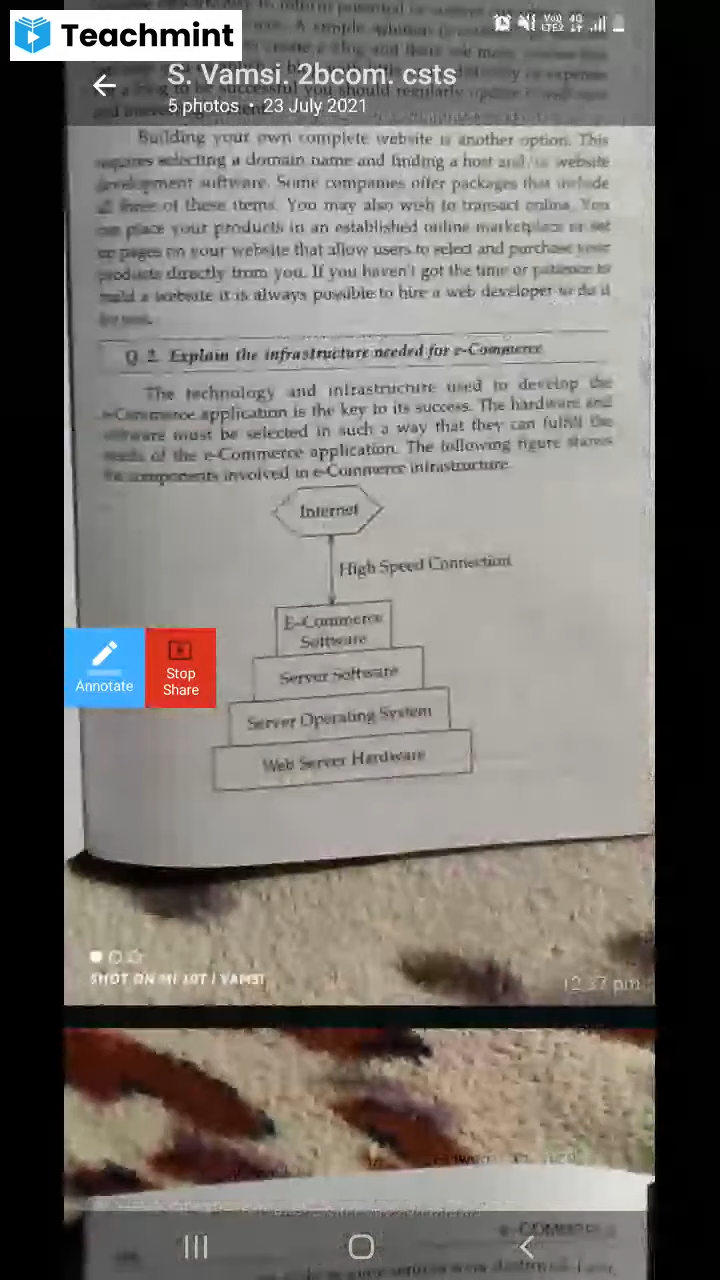 Teachmint
Voo) 4G
LTE2
S. Vamsi. 2bcom. csts
5 photos • 23 July 2021
Building your own complete website is another option. This
requires selecting a domain name and finding a host and/or website
development software. Some companies offer packages that include
all three of these items. You may also wish to transact online. You
can place your products in an established online marketplace or set
up pages on your website that allow users to select and purchase your
products directly from you. If you haven't got the time or patience to
build a website it is always possible to hire a web developer to do it
for you.
Q 2. Explain the infrastructure needed for e-Commerce
The technology and infrastructure used to develop the
e-Commerce application is the key to its success. The hardware and
software must be selected in such a way that they can fulfill the
needs of the e-Commerce application. The following figure shows
the components involved in e-Commerce infrastructure.
Internet
High Speed Connection
E-Commerce
Software
Server Software
Server Operating System
Web Server Hardware
Annotate
Stop
Share
SHOT ON MI 10T | VAMSI
12:37 pm
e-COMMERCE